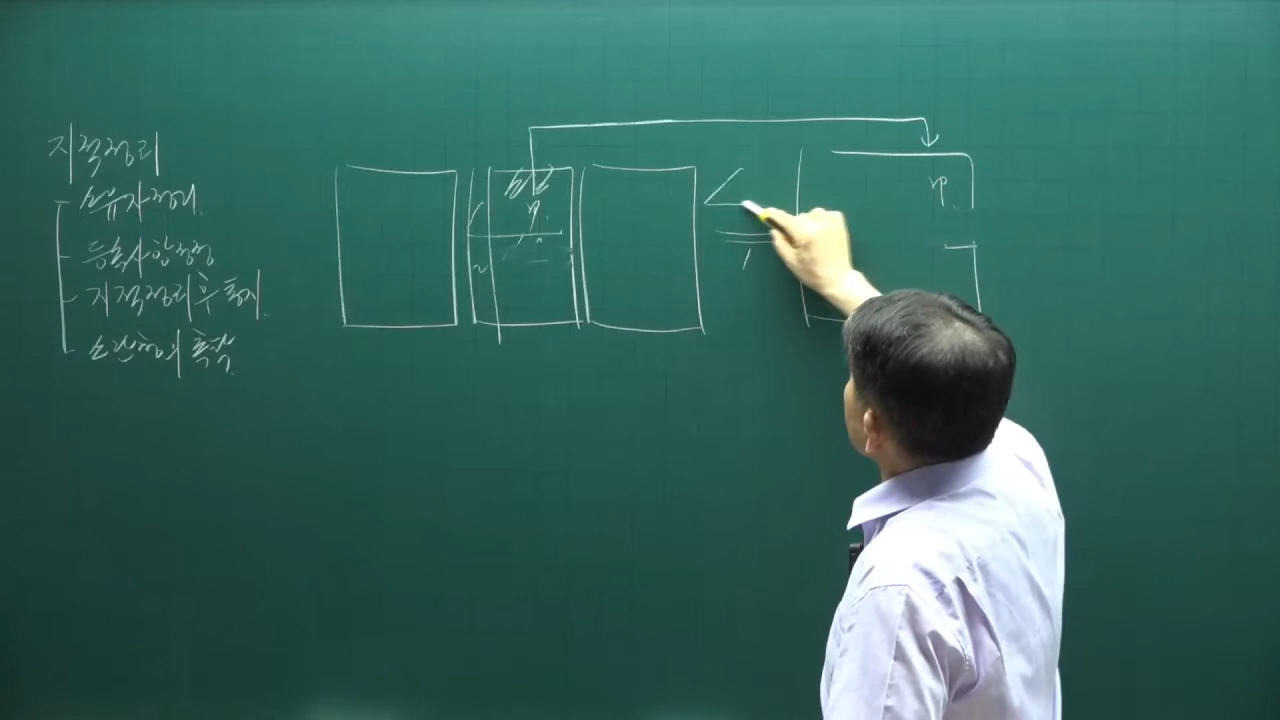 지적정리
소유자정리
등록사항정정
지적정리 후 통지
소관청의 촉탁